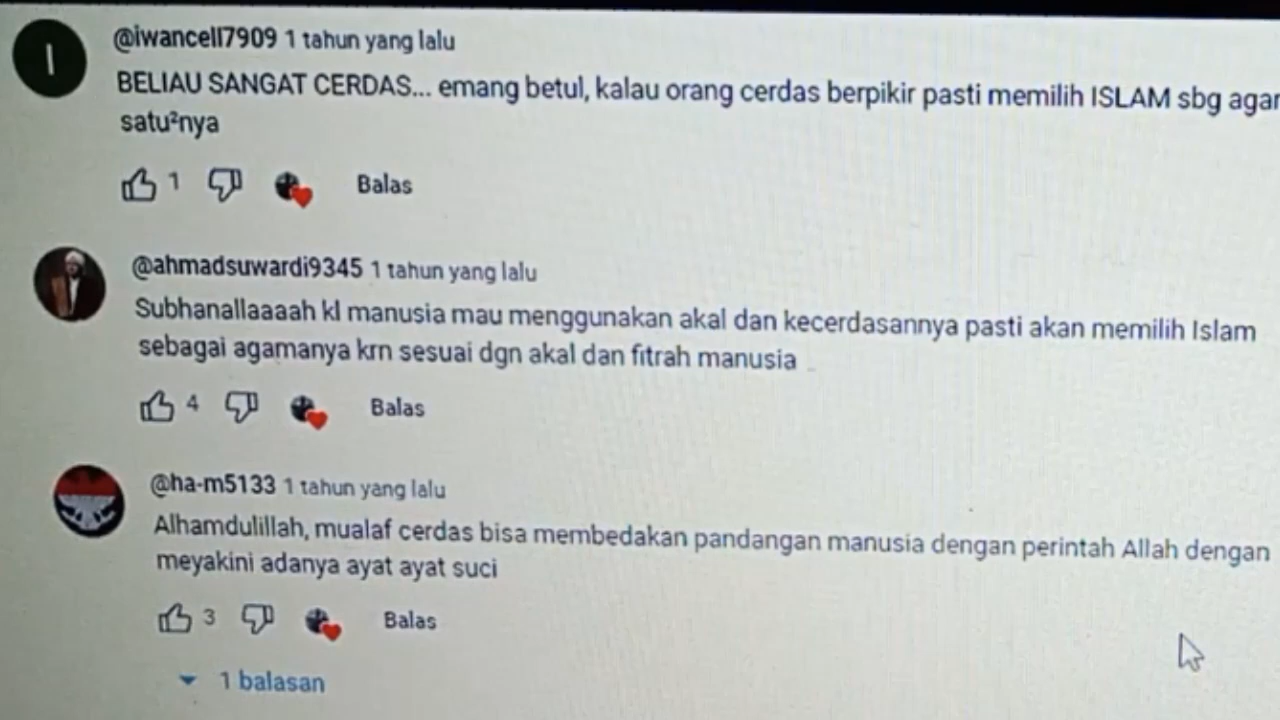 I
@iwancell7909 1 tahun yang lalu
BELIAU SANGAT CERDAS... emang betul, kalau orang cerdas berpikir pasti memilih ISLAM sbg
satu²nya
1 Balas
@ahmadsuwardi9345 1 tahun yang lalu
Subhanallaaaah kl manusia mau menggunakan akal dan kecerdasannya pasti akan memilih Islam
sebagai agamanya krn sesuai dgn akal dan fitrah manusia
4 Balas
@ha-m5133 1 tahun yang lalu
Alhamdulillah, mualaf cerdas bisa membedakan pandangan manusia dengan perintah Allah dengan
meyakini adanya ayat ayat suci
3 Balas
1 balasan